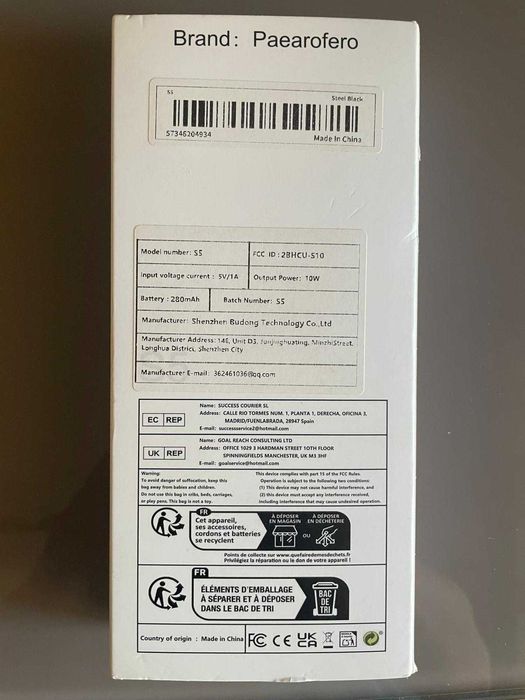 Brand: Paearofero
S5
Steel Black
S7346204934
Made In China
Model number: S5
FCC ID : 2BHCU-S10
Input voltage current : 5V/1A
Output Power: 10W
Battery : 280mAh
Batch Number: S5
Manufacturer: Shenzhen Budong Technology Co.,Ltd
Manufacturer Address: 14E, Unit D3, MinzhiStreet,
Longhua District, Shenzhen City
Manufacturer E-mail: 362461036@qq.com
EC REP
Name: SUCCESS COURIER SL
Address: CALLE RIO TORMES NUM. 1, PLANTA 1, DERECHA, OFICINA 3,
MADRID/FUENLABRADA, 28947 Spain
E-mail: successservice2@hotmail.com
UK REP
Name: GOAL REACH CONSULTING LTD
Address: OFFICE 1029 3 HARDMAN STREET 10TH FLOOR
SPINNINGFIELDS MANCHESTER, UK M3 3HF
E-mail: goalservice@hotmail.com
Warning:
To avoid danger of suffocation, keep this
bag away from babies and children.
Do not use this bag in cribs, beds, carriages,
or play pens. This bag is not a toy.
This device complies with part 15 of the FCC Rules.
Operation is subject to the following two conditions:
(1) This device may not cause harmful interference, and
(2) this device must accept any interference received,
including interference that may cause undesired operation.
FR
Cet appareil,
ses accessoires,
cordons et batteries
se recyclent
À DÉPOSER
EN MAGASIN
OU
À DÉPOSER
EN DÉCHÈTERIE
Points de collecte sur www.quefairedemesdechets.fr
Privilégiez la réparation ou le don de votre appareil !
FR
ÉLÉMENTS D'EMBALLAGE
À SÉPARER ET À DÉPOSER
DANS LE BAC DE TRI
BAC
DE
TRI
Country of origin : Made in China
FC CE UK
CA